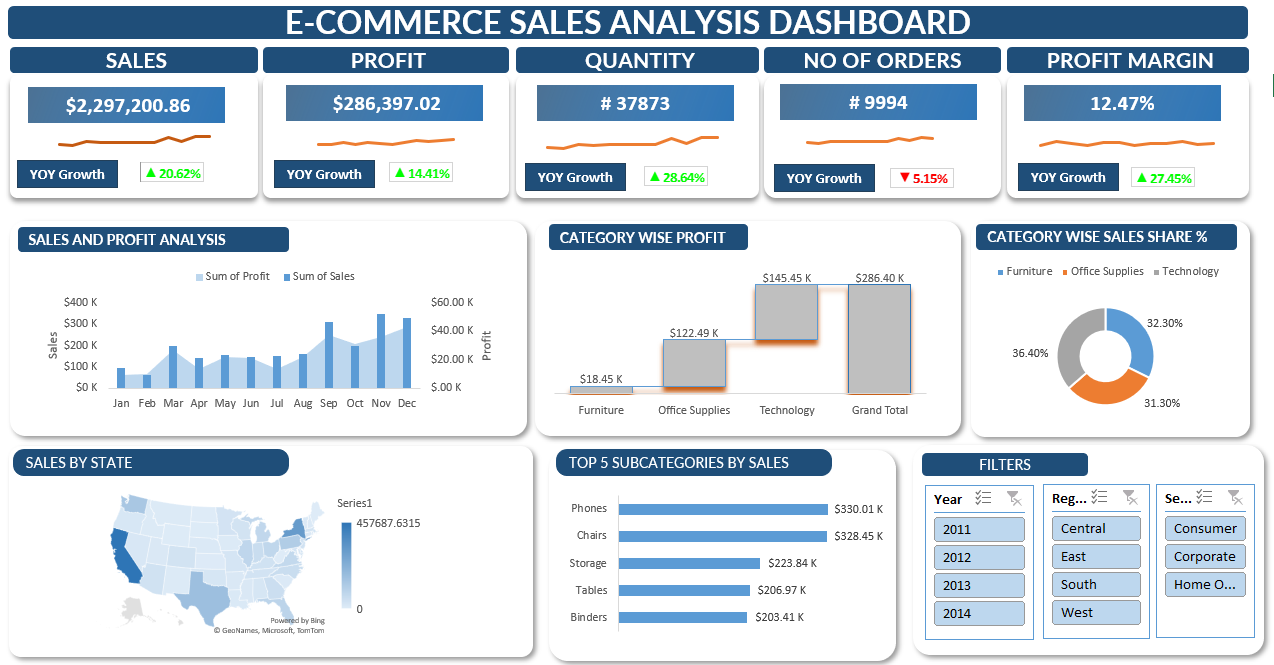 E-COMMERCE SALES ANALYSIS DASHBOARD
SALES
$2,297,200.86
YOY Growth
▲ 20.62%
PROFIT
$286,397.02
YOY Growth
▲ 14.41%
QUANTITY
# 37873
YOY Growth
▲ 28.64%
NO OF ORDERS
# 9994
YOY Growth
▼ 5.15%
PROFIT MARGIN
12.47%
YOY Growth
▲ 27.45%
SALES AND PROFIT ANALYSIS
Sum of Profit Sum of Sales
Sales
$400 K
$300 K
$200 K
$100 K
$0 K
$60.00 K
$40.00 K
$20.00 K
$.00 K
Profit
Jan Feb Mar Apr May Jun Jul Aug Sep Oct Nov Dec
CATEGORY WISE PROFIT
$18.45 K
$122.49 K
$145.45 K
$286.40 K
Furniture Office Supplies Technology Grand Total
CATEGORY WISE SALES SHARE %
Furniture Office Supplies Technology
32.30%
36.40%
31.30%
SALES BY STATE
Series1
457687.6315
0
Powered by Bing
© GeoNames, Microsoft, TomTom
TOP 5 SUBCATEGORIES BY SALES
Phones $330.01 K
Chairs $328.45 K
Storage $223.84 K
Tables $206.97 K
Binders $203.41 K
FILTERS
Year
2011
2012
2013
2014
Reg...
Central
East
South
West
Se...
Consumer
Corporate
Home O...